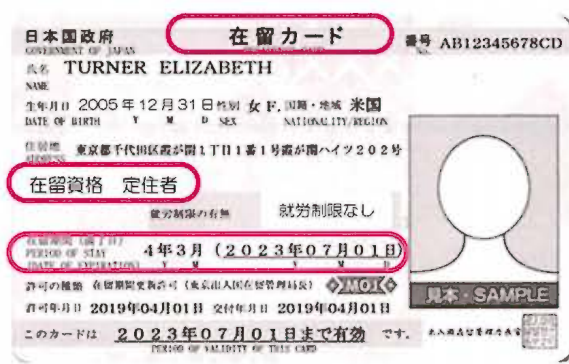 日本国政府 在留カード 番号 AB12345678CD
GOVERNMENT OF JAPAN No.
氏名 TURNER ELIZABETH
NAME
生年月日 2005年12月31日 性別 女 F. 国籍・地域 米国
DATE OF BIRTH Y M D SEX NATIONALITY/REGION
住居地 東京都千代田区霞が関1丁目1番1号霞が関ハイツ202号
ADDRESS
在留資格 定住者
就労制限の有無 就労制限なし
在留期間(満了日) 4年3月(2023年07月01日)
PERIOD OF STAY
(DATE OF EXPIRATION) Y M Y M D
許可の種類 在留期間更新許可(東京出入国在留管理局長) MOJ
見本・SAMPLE
許可年月日 2019年04月01日 交付年月日 2019年04月01日
このカードは 2023年07月01日まで有効 です。
PERIOD OF VALIDITY OF THIS CARD